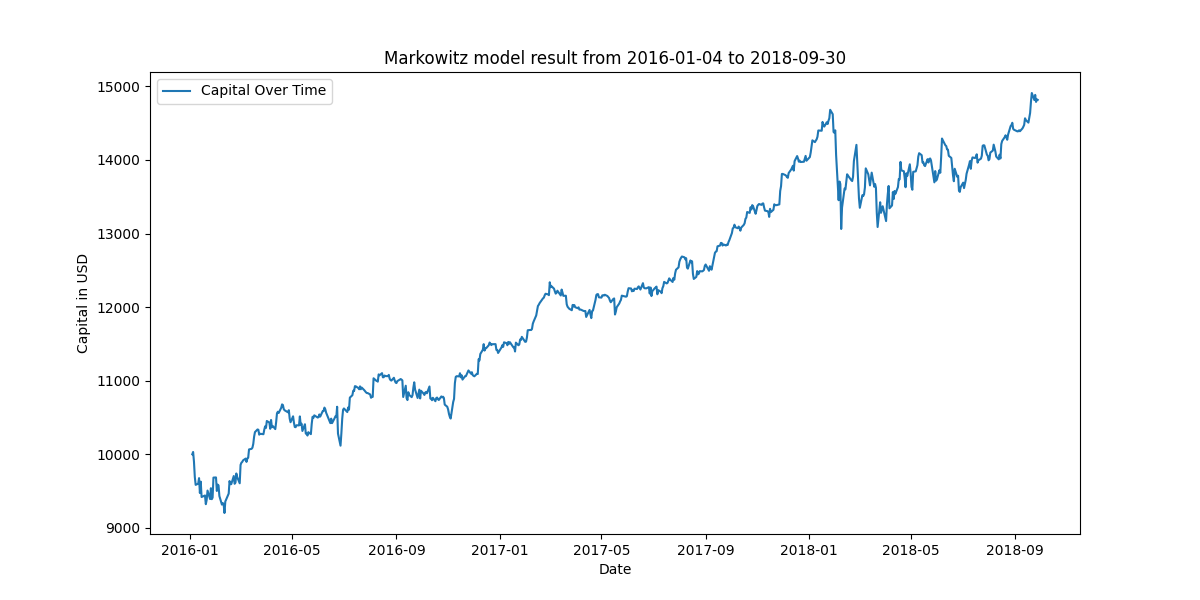 Markowitz model result from 2016-01-04 to 2018-09-30
Capital Over Time
Capital in USD
15000
14000
13000
12000
11000
10000
9000
2016-01 2016-05 2016-09 2017-01 2017-05 2017-09 2018-01 2018-05 2018-09
Date